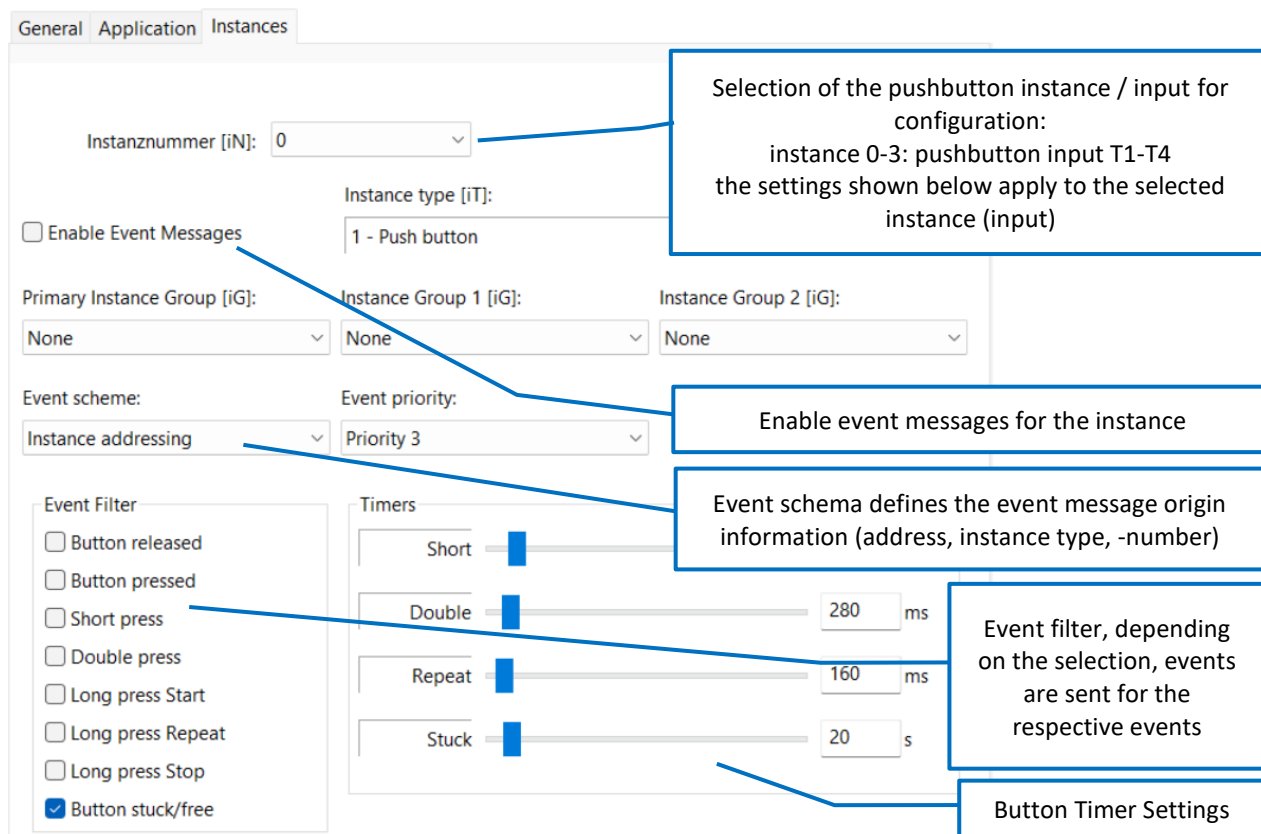 General Application Instances
Selection of the pushbutton instance / input for
configuration:
instance 0-3: pushbutton input T1-T4
the settings shown below apply to the selected
instance (input)
Instanznummer [iN]: 0
Instance type [iT]:
Enable Event Messages
1 - Push button
Primary Instance Group [iG]: Instance Group 1 [iG]: Instance Group 2 [iG]:
None None None
Enable event messages for the instance
Event scheme: Event priority:
Instance addressing Priority 3
Event schema defines the event message origin
information (address, instance type, -number)
Event Filter
Button released
Button pressed
Short press
Double press
Long press Start
Long press Repeat
Long press Stop
Button stuck/free
Timers
Short
Double 280 ms
Repeat 160 ms
Stuck 20 s
Event filter, depending
on the selection, events
are sent for the
respective events
Button Timer Settings